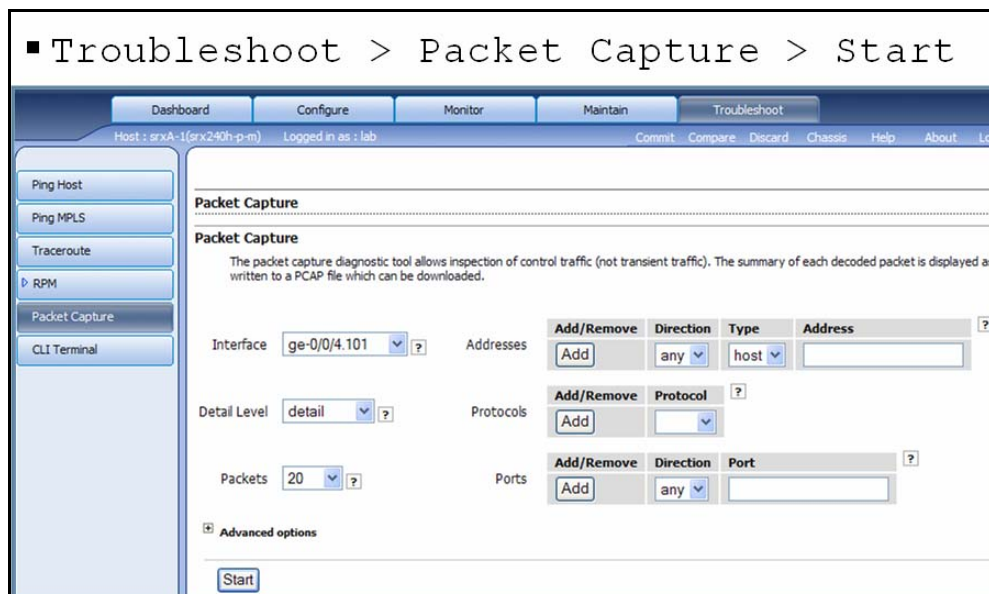 ▪ Troubleshoot > Packet Capture > Start
Dashboard Configure Monitor Maintain Troubleshoot
Host : srxA-1(srx240h-p-m) Logged in as : lab Commit Compare Discard Chassis Help About Lo
Ping Host
Ping MPLS
Traceroute
RPM
Packet Capture
CLI Terminal
Packet Capture
Packet Capture
The packet capture diagnostic tool allows inspection of control traffic (not transient traffic). The summary of each decoded packet is displayed as
written to a PCAP file which can be downloaded.
Interface ge-0/0/4.101 ? Addresses
Add/Remove Direction Type Address ?
Add any host
Detail Level detail ? Protocols
Add/Remove Protocol ?
Add
Packets 20 ? Ports
Add/Remove Direction Port ?
Add any
Advanced options
Start